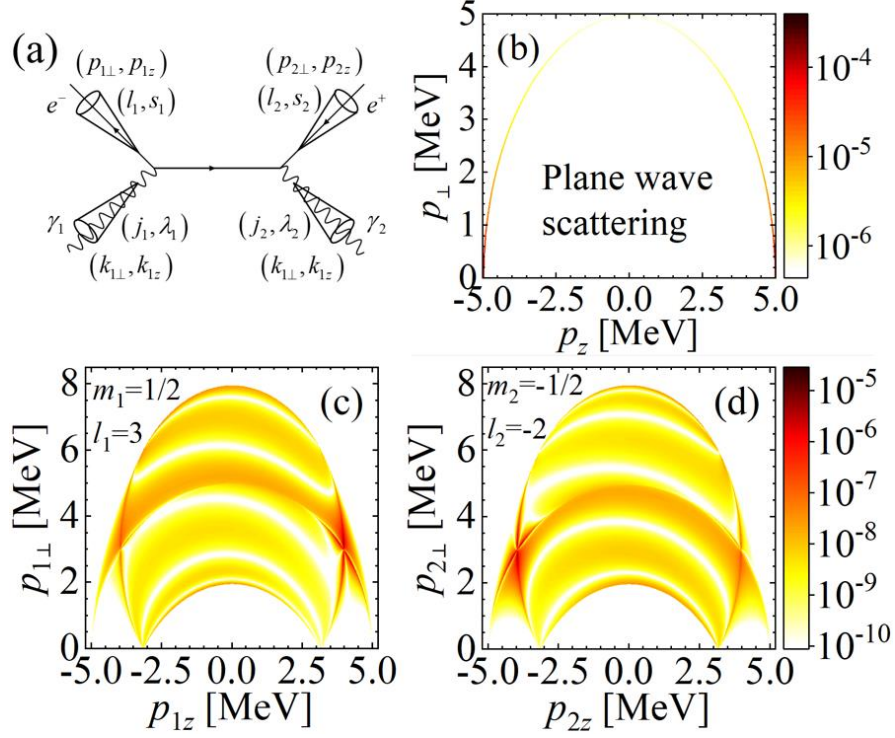 (a)
(p₁⊥, p₁z)
(p₂⊥, p₂z)
e⁻
(l₁, s₁)
(l₂, s₂)
e⁺
γ₁
(j₁, λ₁)
(j₂, λ₂)
γ₂
(k₁⊥, k₁z)
(k₁⊥, k₁z)
(b)
Plane wave
scattering
p⊥ [MeV]
5
4
3
2
1
0
-5.0 -2.5 0.0 2.5 5.0
p_z [MeV]
10⁻⁴
10⁻⁵
10⁻⁶
(c)
m₁=1/2
l₁=3
p₁⊥ [MeV]
8
6
4
2
0
-5.0 -2.5 0.0 2.5 5.0
p₁z [MeV]
(d)
m₂=-1/2
l₂=-2
p₂⊥ [MeV]
8
6
4
2
0
-5.0 -2.5 0.0 2.5 5.0
p₂z [MeV]
10⁻⁵
10⁻⁶
10⁻⁷
10⁻⁸
10⁻⁹
10⁻¹⁰